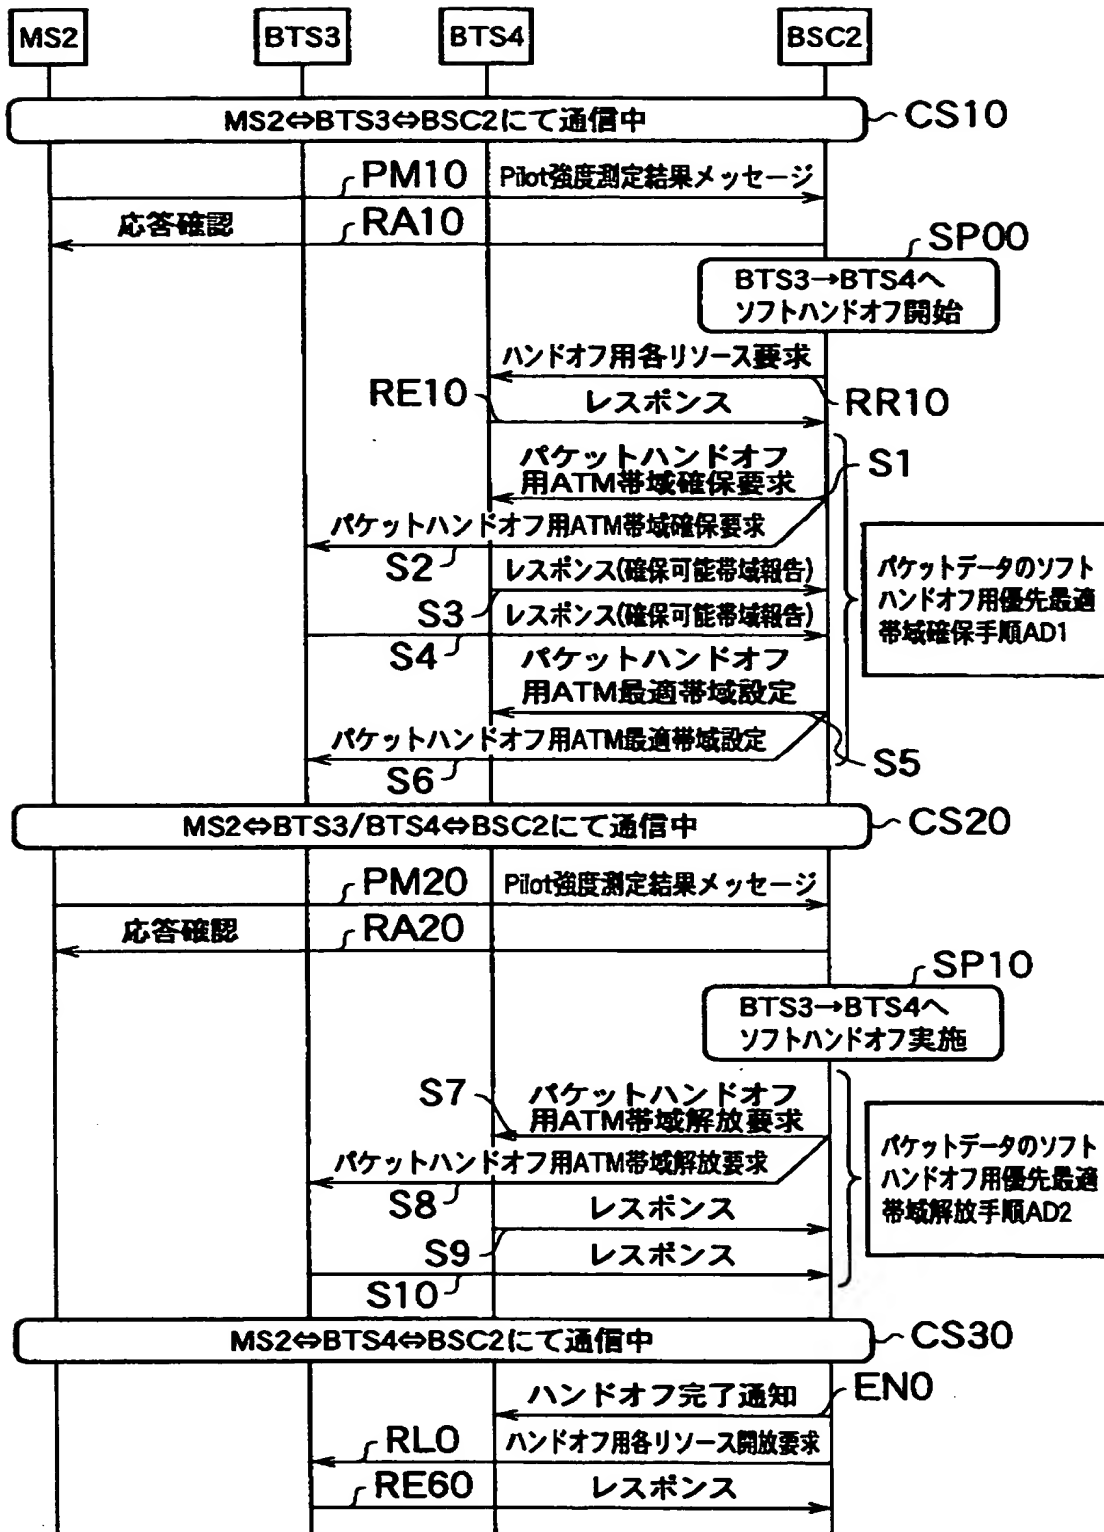 MS2 BTS3 BTS4 BSC2
MS2⇔BTS3⇔BSC2にて通信中 CS10
PM10 Pilot強度測定結果メッセージ
応答確認 RA10
SP00
BTS3→BTS4へ
ソフトハンドオフ開始
ハンドオフ用各リソース要求
RE10 レスポンス RR10
パケットハンドオフ
用ATM帯域確保要求 S1
パケットハンドオフ用ATM帯域確保要求
S2 レスポンス(確保可能帯域報告)
S3 レスポンス(確保可能帯域報告)
S4
パケットデータのソフト
ハンドオフ用優先最適
帯域確保手順AD1
パケットハンドオフ
用ATM最適帯域設定
パケットハンドオフ用ATM最適帯域設定
S5
S6
MS2⇔BTS3/BTS4⇔BSC2にて通信中 CS20
PM20 Pilot強度測定結果メッセージ
応答確認 RA20
SP10
BTS3→BTS4へ
ソフトハンドオフ実施
S7 パケットハンドオフ
用ATM帯域解放要求
パケットハンドオフ用ATM帯域解放要求
S8 レスポンス
S9 レスポンス
S10
パケットデータのソフト
ハンドオフ用優先最適
帯域解放手順AD2
MS2⇔BTS4⇔BSC2にて通信中 CS30
ハンドオフ完了通知 EN0
RL0 ハンドオフ用各リソース開放要求
RE60 レスポンス